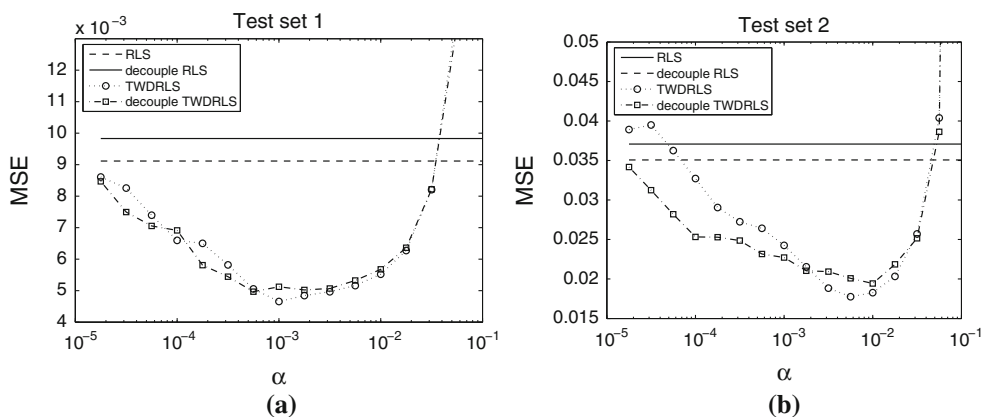 Test set 1
x 10⁻³
RLS
decouple RLS
TWDRLS
decouple TWDRLS
12
11
10
9
8
7
6
5
4
MSE
10⁻⁵
10⁻⁴
10⁻³
10⁻²
10⁻¹
α
(a)
Test set 2
RLS
decouple RLS
TWDRLS
decouple TWDRLS
0.05
0.045
0.04
0.035
0.03
0.025
0.02
0.015
MSE
10⁻⁵
10⁻⁴
10⁻³
10⁻²
10⁻¹
α
(b)